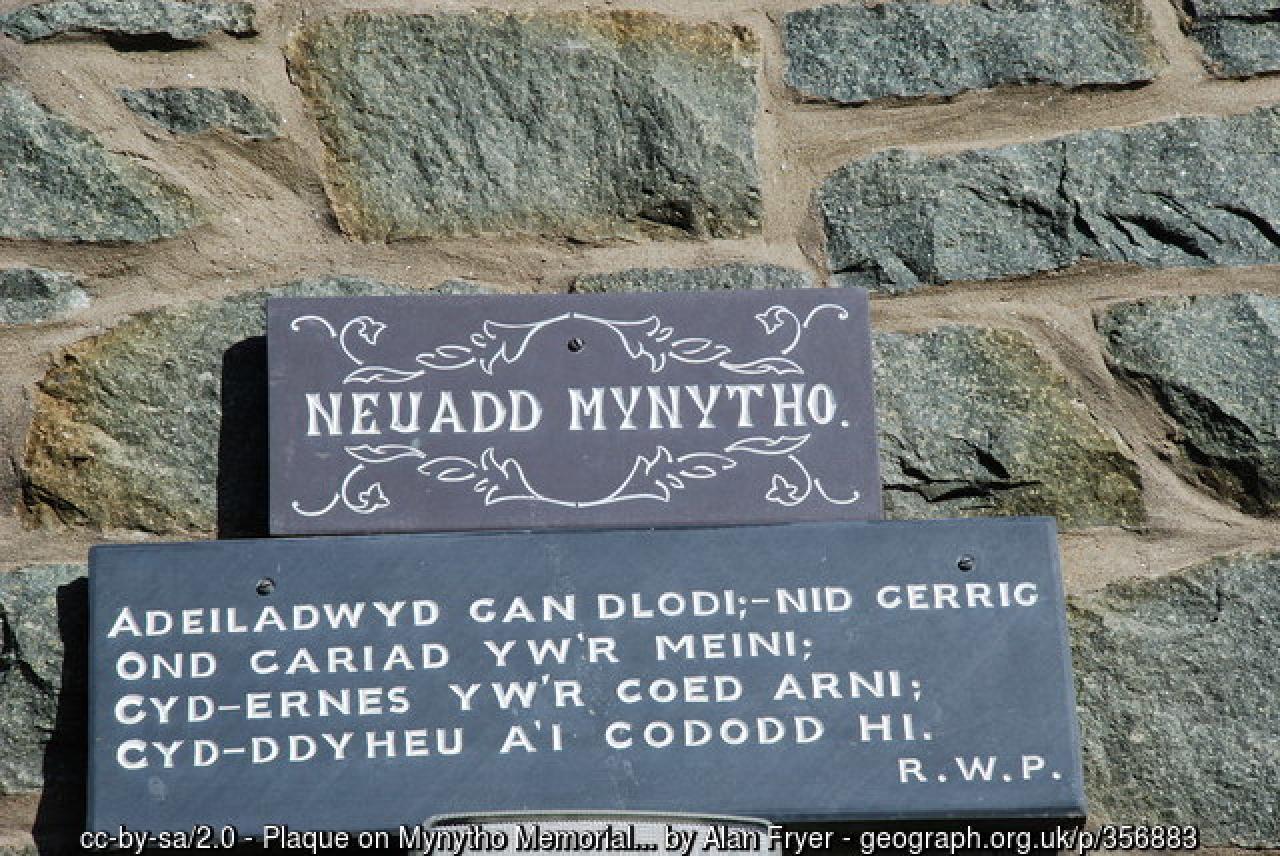 NEUADD MYNYTHO.
ADEILADWYD GAN DLODI;-NID CERRIG
OND CARIAD YW'R MEINI;
CYD-ERNES YW'R COED ARNI;
CYD-DDYHEU A'I CODODD HI.
R.W.P.
cc-by-sa/2.0 - Plaque on Mynytho Memorial... by Alan Fryer - geograph.org.uk/p/356883